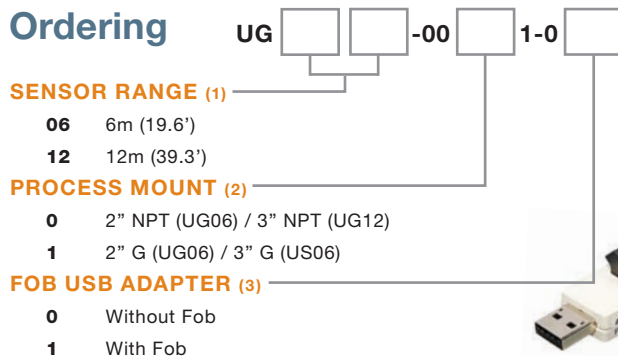 Ordering
UG -00 1-0
SENSOR RANGE (1)
06 6m (19.6’)
12 12m (39.3’)
PROCESS MOUNT (2)
0 2” NPT (UG06) / 3” NPT (UG12)
1 2” G (UG06) / 3” G (US06)
FOB USB ADAPTER (3)
0 Without Fob
1 With Fob